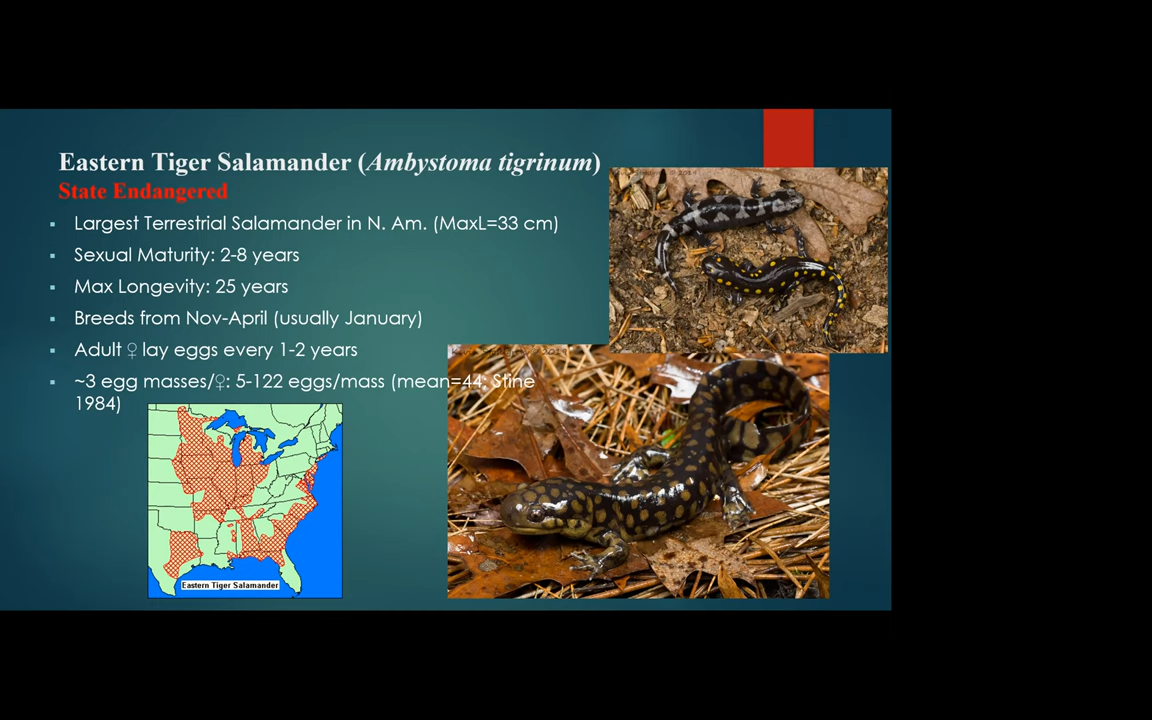 Eastern Tiger Salamander (Ambystoma tigrinum)
State Endangered
▪ Largest Terrestrial Salamander in N. Am. (MaxL=33 cm)
▪ Sexual Maturity: 2-8 years
▪ Max Longevity: 25 years
▪ Breeds from Nov-April (usually January)
▪ Adult ♀ lay eggs every 1-2 years
▪ ~3 egg masses/♀: 5-122 eggs/mass (mean=44: Stine
1984)
Eastern Tiger Salamander